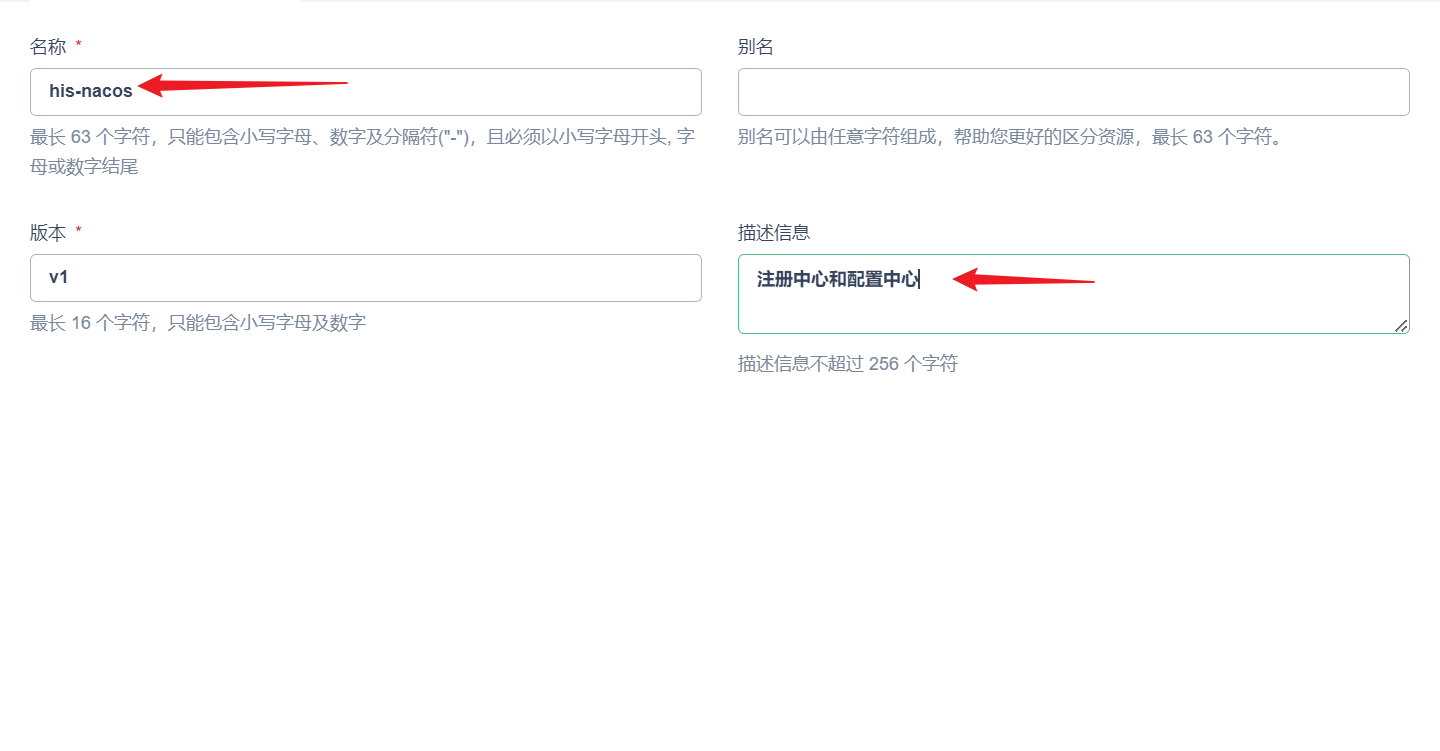 名称 *
别名
his-nacos
最长 63 个字符，只能包含小写字母、数字及分隔符("-")，且必须以小写字母开头, 字
母或数字结尾
别名可以由任意字符组成，帮助您更好的区分资源，最长 63 个字符。
版本 *
描述信息
v1
注册中心和配置中心
最长 16 个字符，只能包含小写字母及数字
描述信息不超过 256 个字符